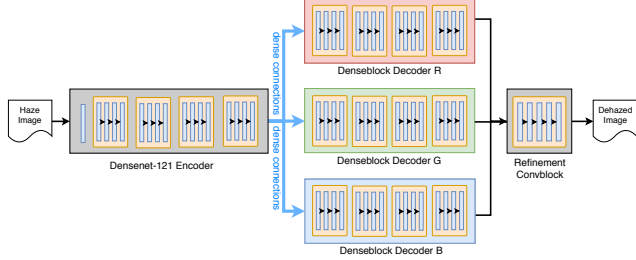 Haze
Image
Densenet-121 Encoder
dense connections
dense connections
Denseblock Decoder R
Denseblock Decoder G
Denseblock Decoder B
Refinement
Convblock
Dehazed
Image